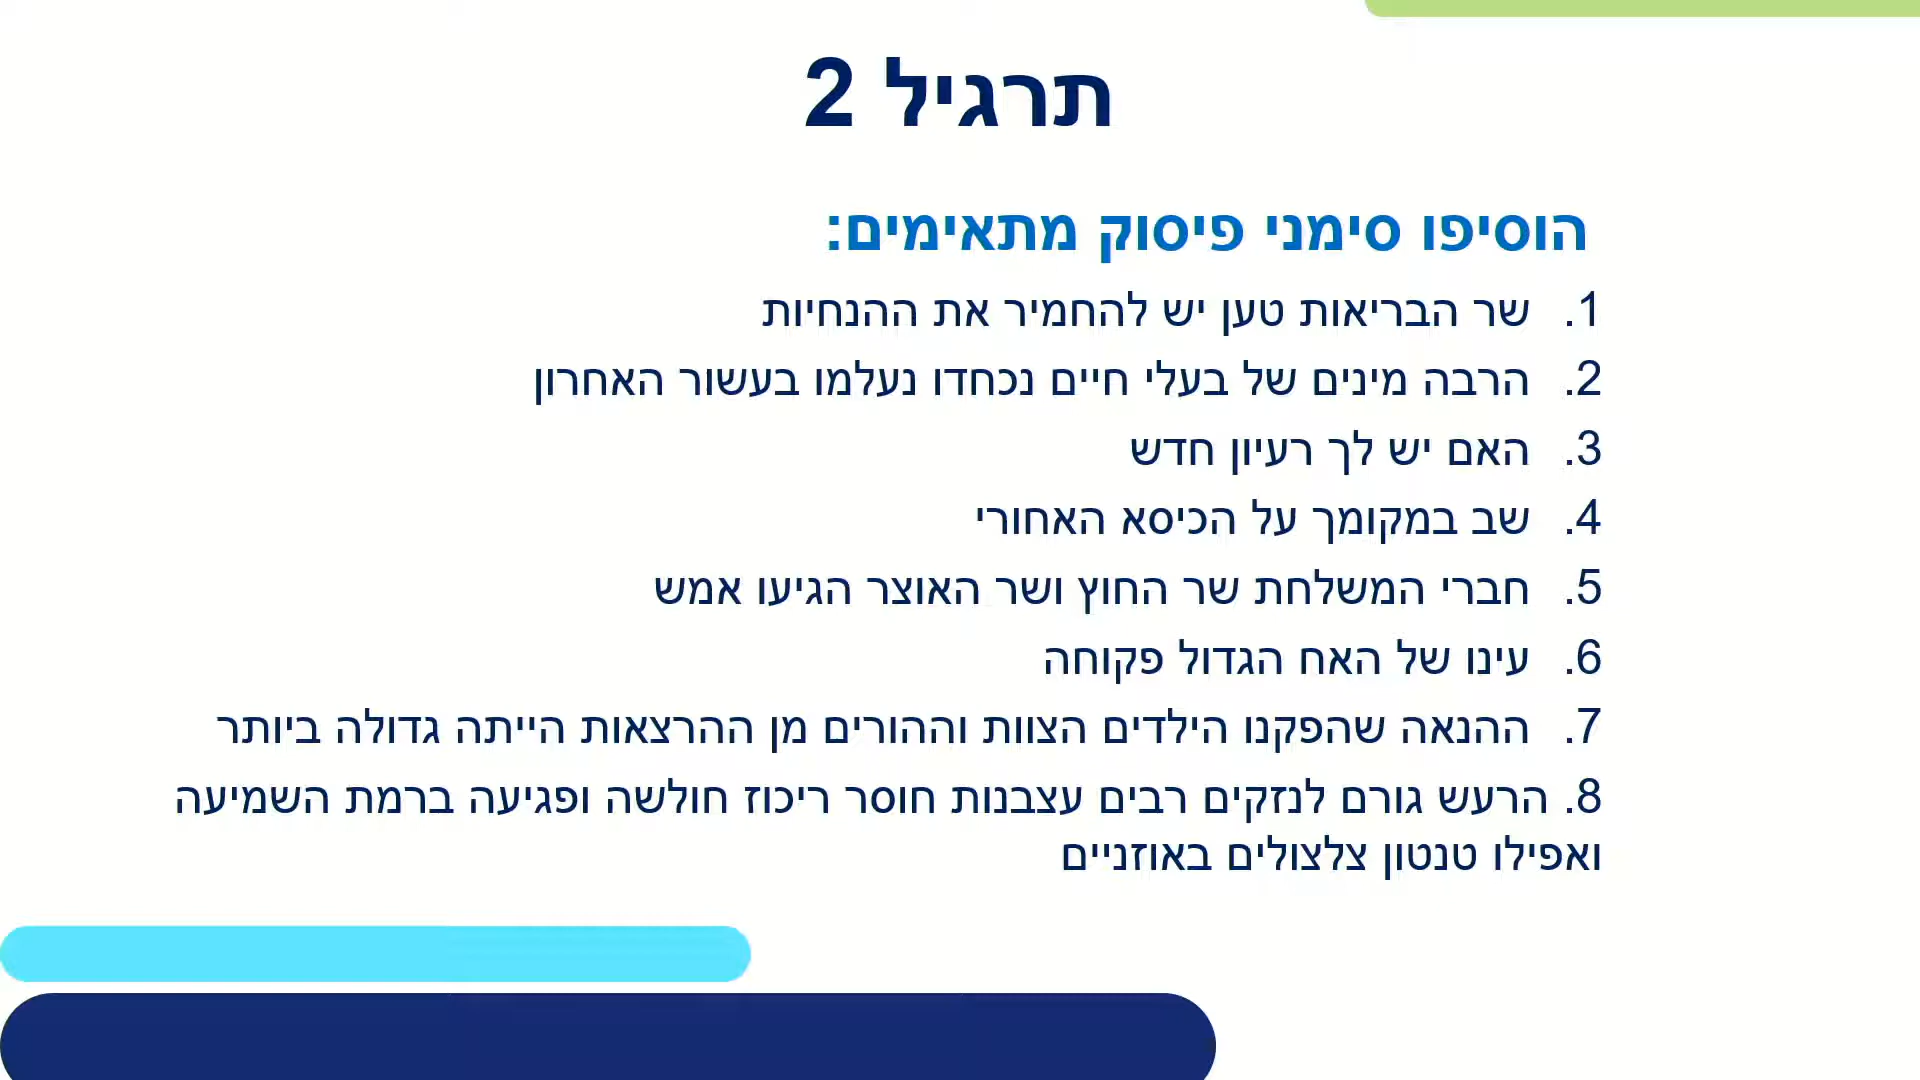 תרגיל 2
הוסיפו סימני פיסוק מתאימים:
1. שר הבריאות טען יש להחמיר את ההנחיות
2. הרבה מינים של בעלי חיים נכחדו נעלמו בעשור האחרון
3. האם יש לך רעיון חדש
4. שב במקומך על הכיסא האחורי
5. חברי המשלחת שר החוץ ושר האוצר הגיעו אמש
6. עינו של האח הגדול פקוחה
7. ההנאה שהפקנו הילדים הצוות וההורים מן ההרצאות הייתה גדולה ביותר
8. הרעש גורם לנזקים רבים עצבנות חוסר ריכוז חולשה ופגיעה ברמת השמיעה
ואפילו טנטון צלצולים באוזניים